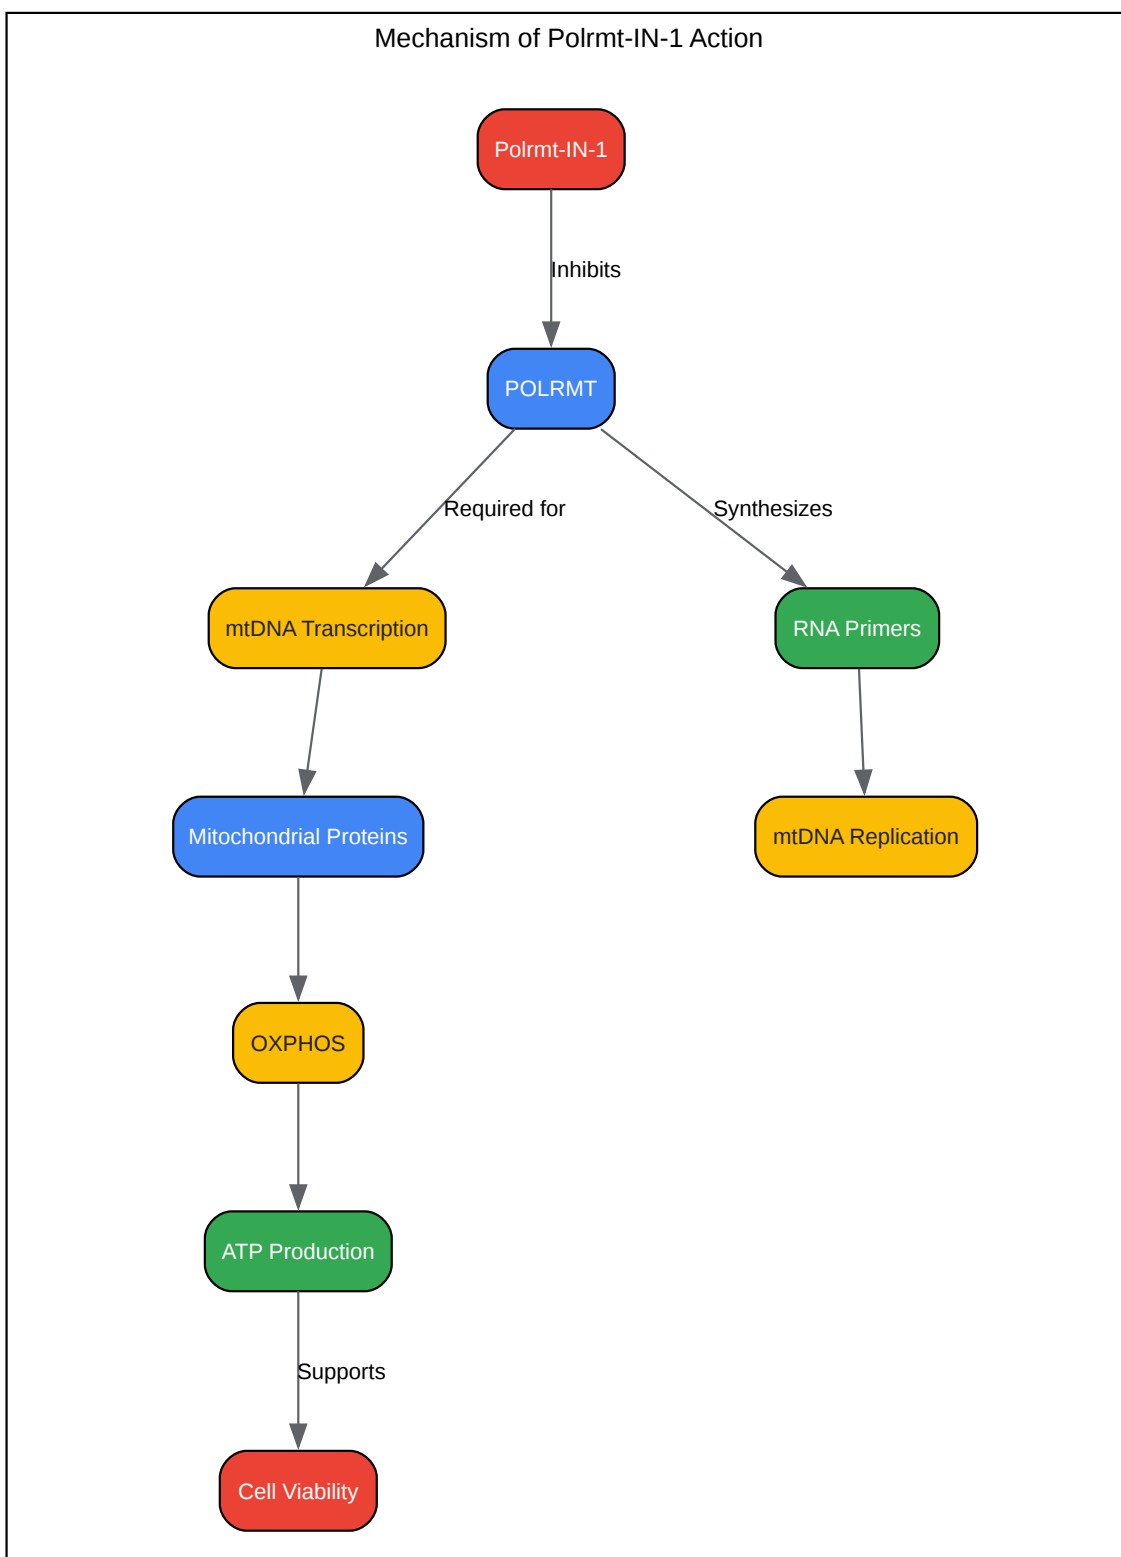 Mechanism of Polrmt-IN-1 Action
Polrmt-IN-1
Inhibits
POLRMT
Required for
Synthesizes
mtDNA Transcription
RNA Primers
Mitochondrial Proteins
mtDNA Replication
OXPHOS
ATP Production
Supports
Cell Viability